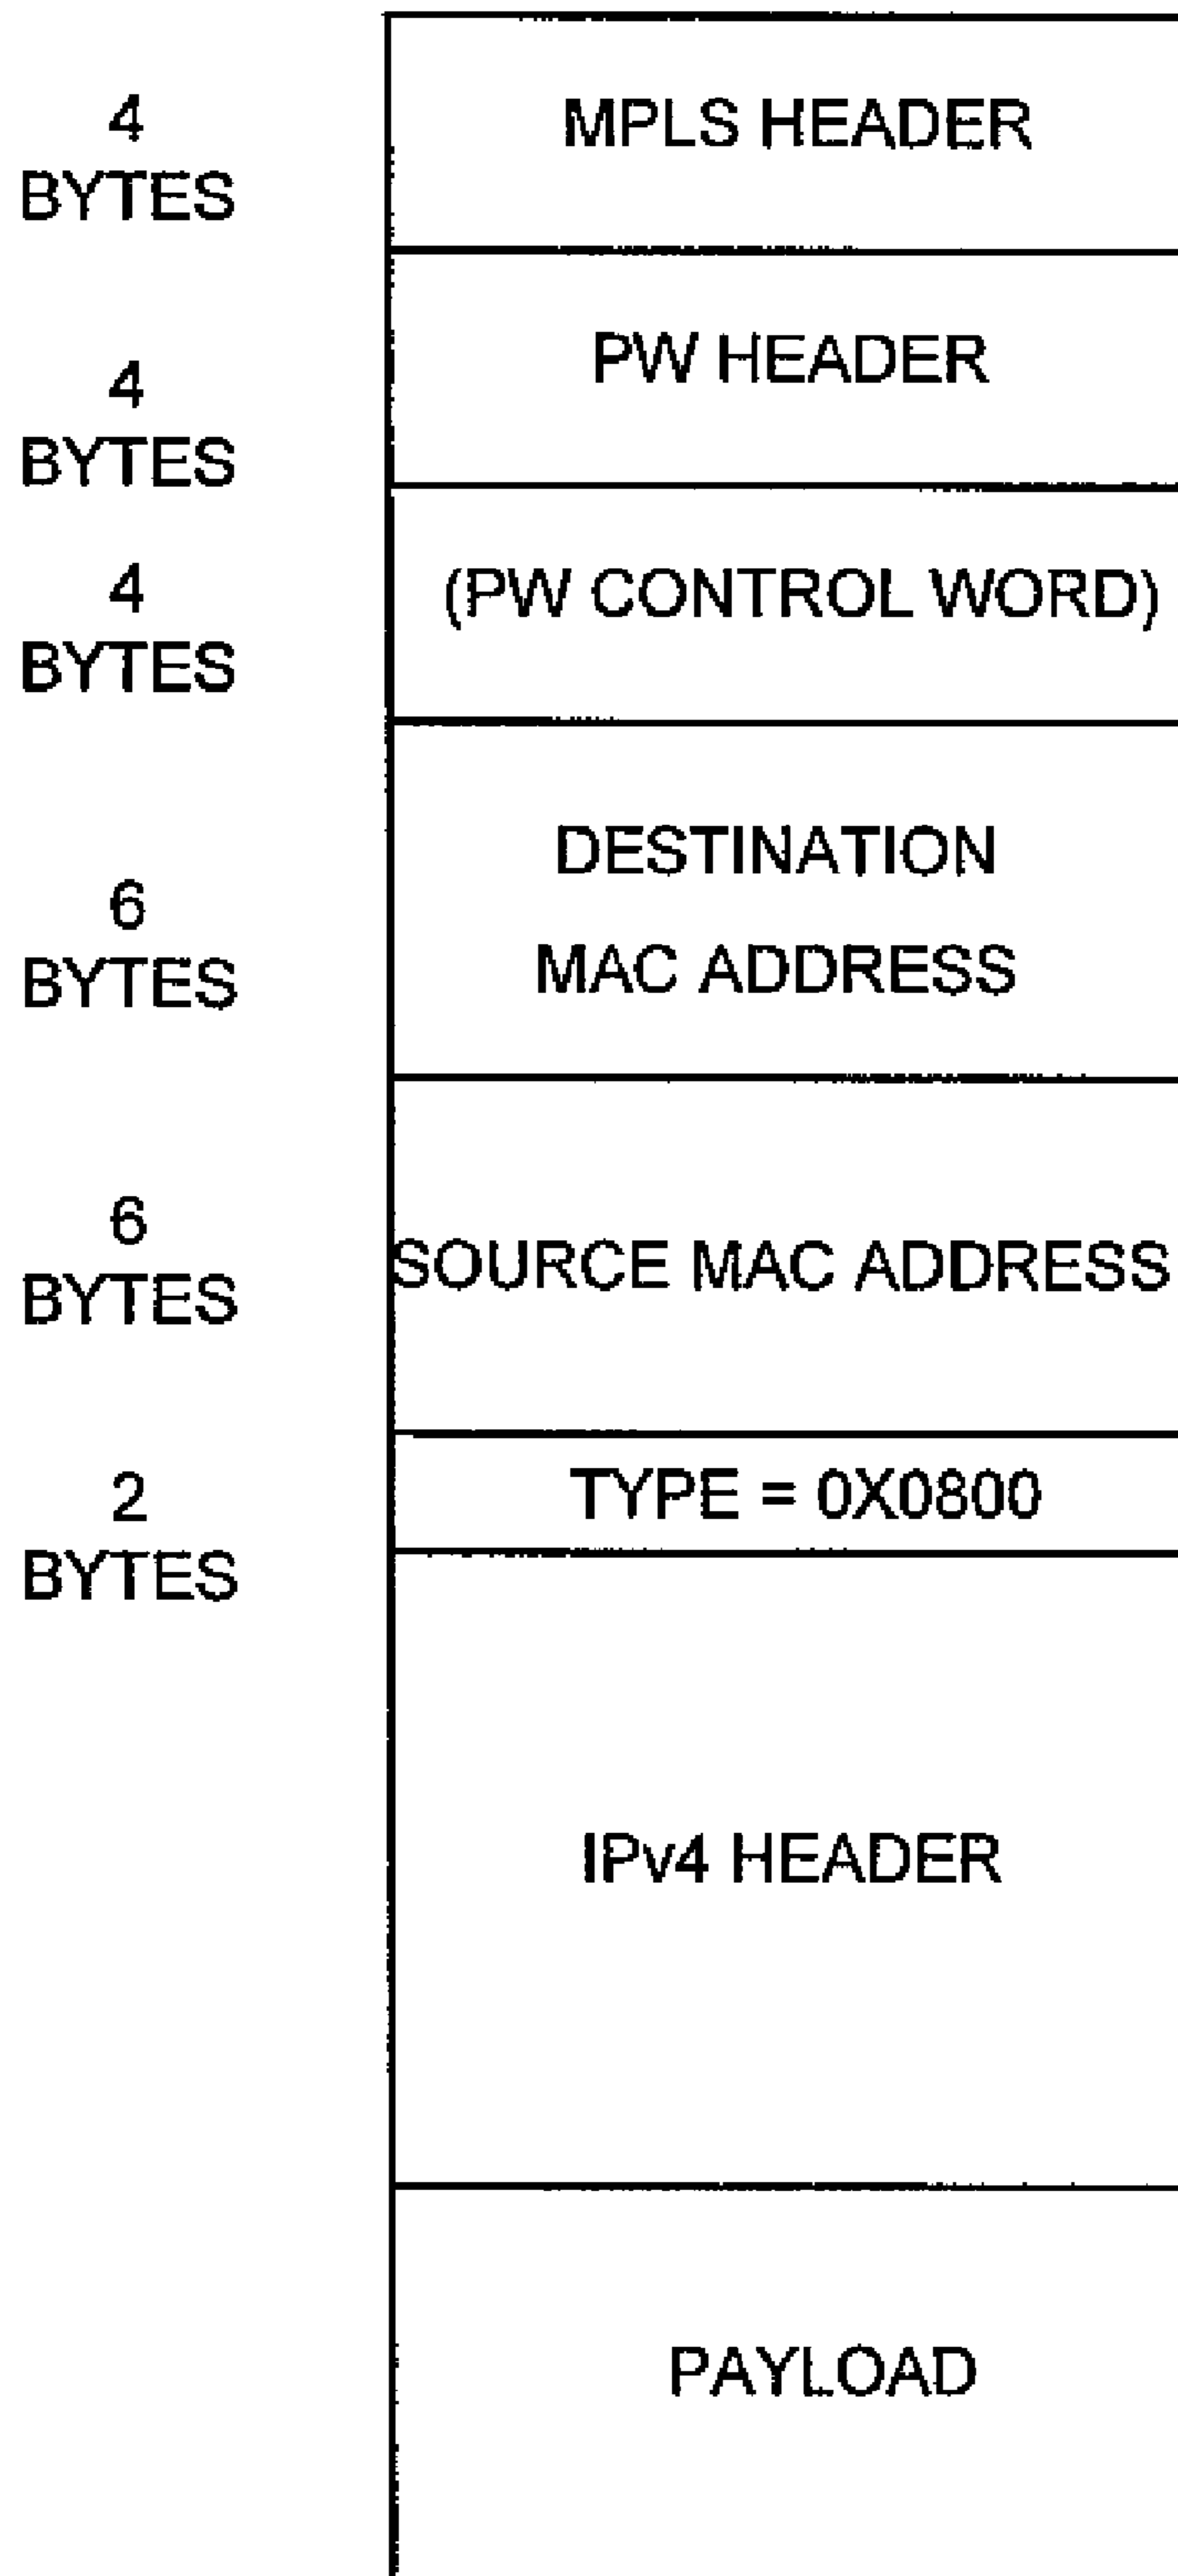 4
BYTES
MPLS HEADER
4
BYTES
PW HEADER
4
BYTES
(PW CONTROL WORD)
6
BYTES
DESTINATION
MAC ADDRESS
6
BYTES
SOURCE MAC ADDRESS
2
BYTES
TYPE = 0X0800
IPv4 HEADER
PAYLOAD